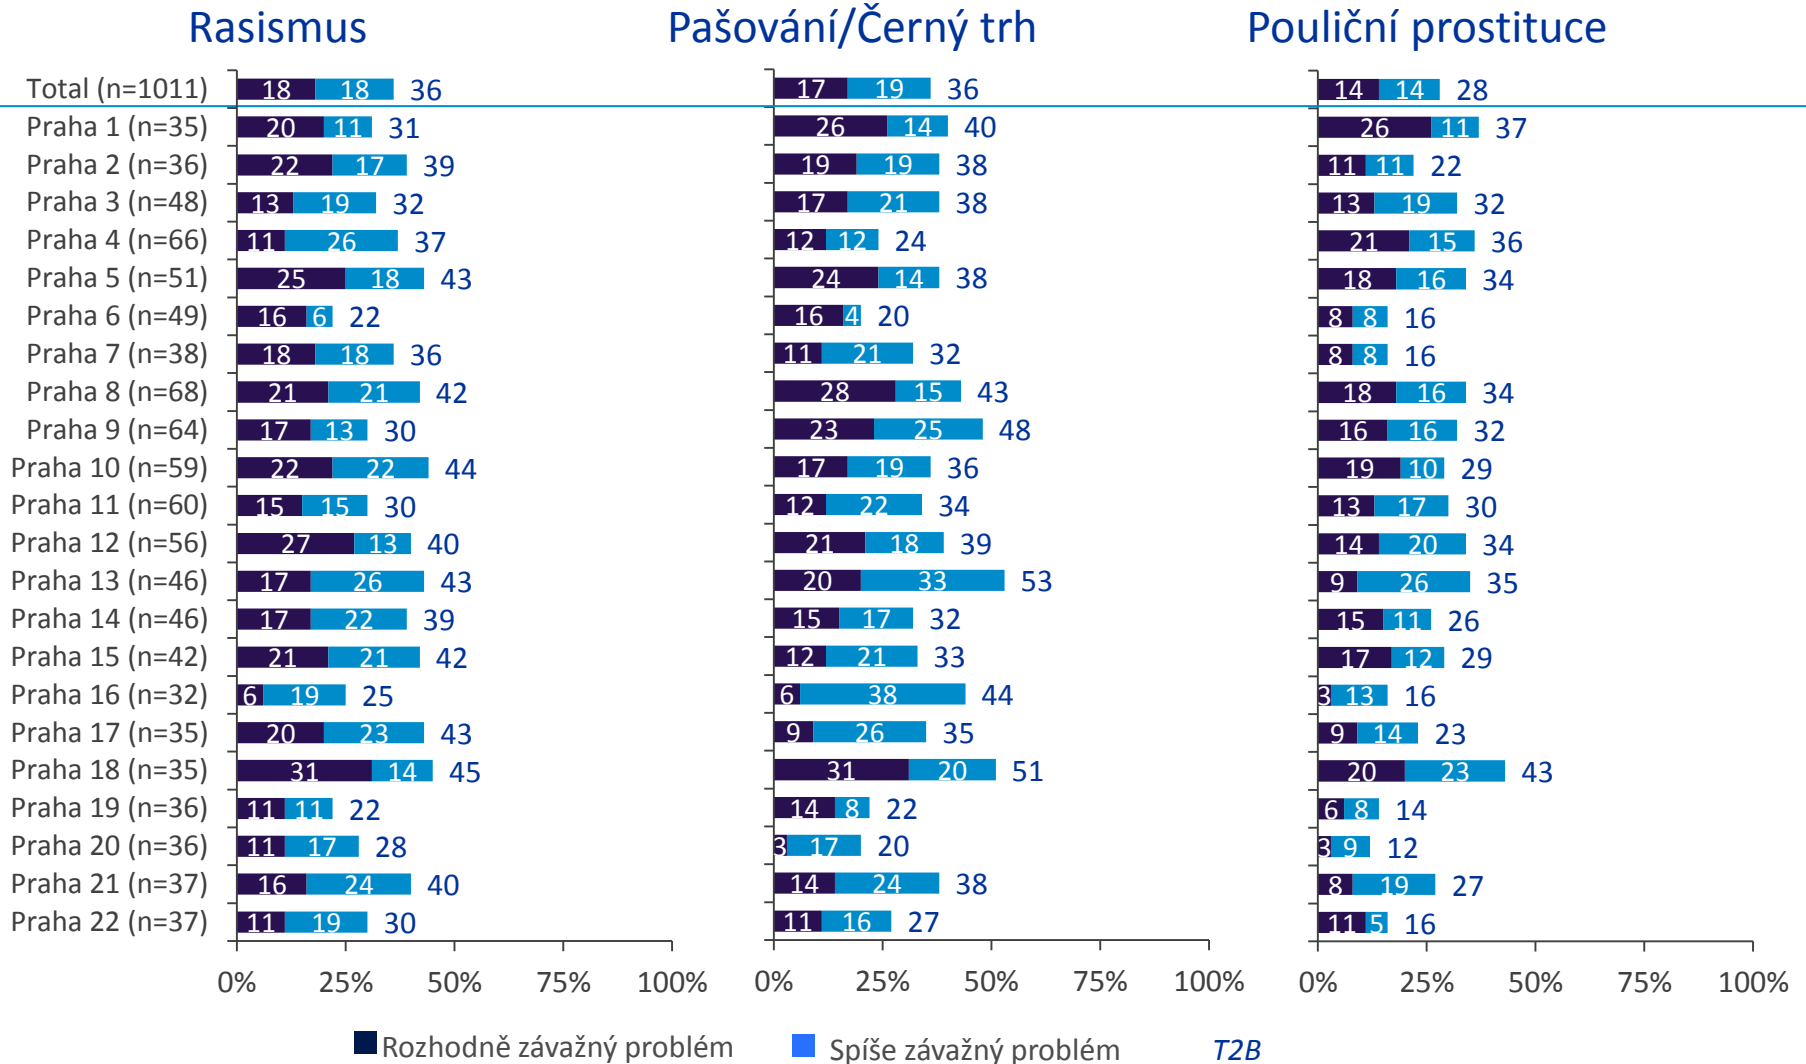 Rasismus Pašování/Černý trh Pouliční prostituce
Total (n=1011) 18 18 36 17 19 36 14 14 28
Praha 1 (n=35) 20 11 31 26 14 40 26 11 37
Praha 2 (n=36) 22 17 39 19 19 38 11 11 22
Praha 3 (n=48) 13 19 32 17 21 38 13 19 32
Praha 4 (n=66) 11 26 37 12 12 24 21 15 36
Praha 5 (n=51) 25 18 43 24 14 38 18 16 34
Praha 6 (n=49) 16 6 22 16 4 20 8 8 16
Praha 7 (n=38) 18 18 36 11 21 32 8 8 16
Praha 8 (n=68) 21 21 42 28 15 43 18 16 34
Praha 9 (n=64) 17 13 30 23 25 48 16 16 32
Praha 10 (n=59) 22 22 44 17 19 36 19 10 29
Praha 11 (n=60) 15 15 30 12 22 34 13 17 30
Praha 12 (n=56) 27 13 40 21 18 39 14 20 34
Praha 13 (n=46) 17 26 43 20 33 53 9 26 35
Praha 14 (n=46) 17 22 39 15 17 32 15 11 26
Praha 15 (n=42) 21 21 42 12 21 33 17 12 29
Praha 16 (n=32) 6 19 25 6 38 44 3 13 16
Praha 17 (n=35) 20 23 43 9 26 35 9 14 23
Praha 18 (n=35) 31 14 45 31 20 51 20 23 43
Praha 19 (n=36) 11 11 22 14 8 22 6 8 14
Praha 20 (n=36) 11 17 28 3 17 20 3 9 12
Praha 21 (n=37) 16 24 40 14 24 38 8 19 27
Praha 22 (n=37) 11 19 30 11 16 27 11 5 16
0% 25% 50% 75% 100% 0% 25% 50% 75% 100% 0% 25% 50% 75% 100%
Rozhodně závažný problém Spíše závažný problém T2B